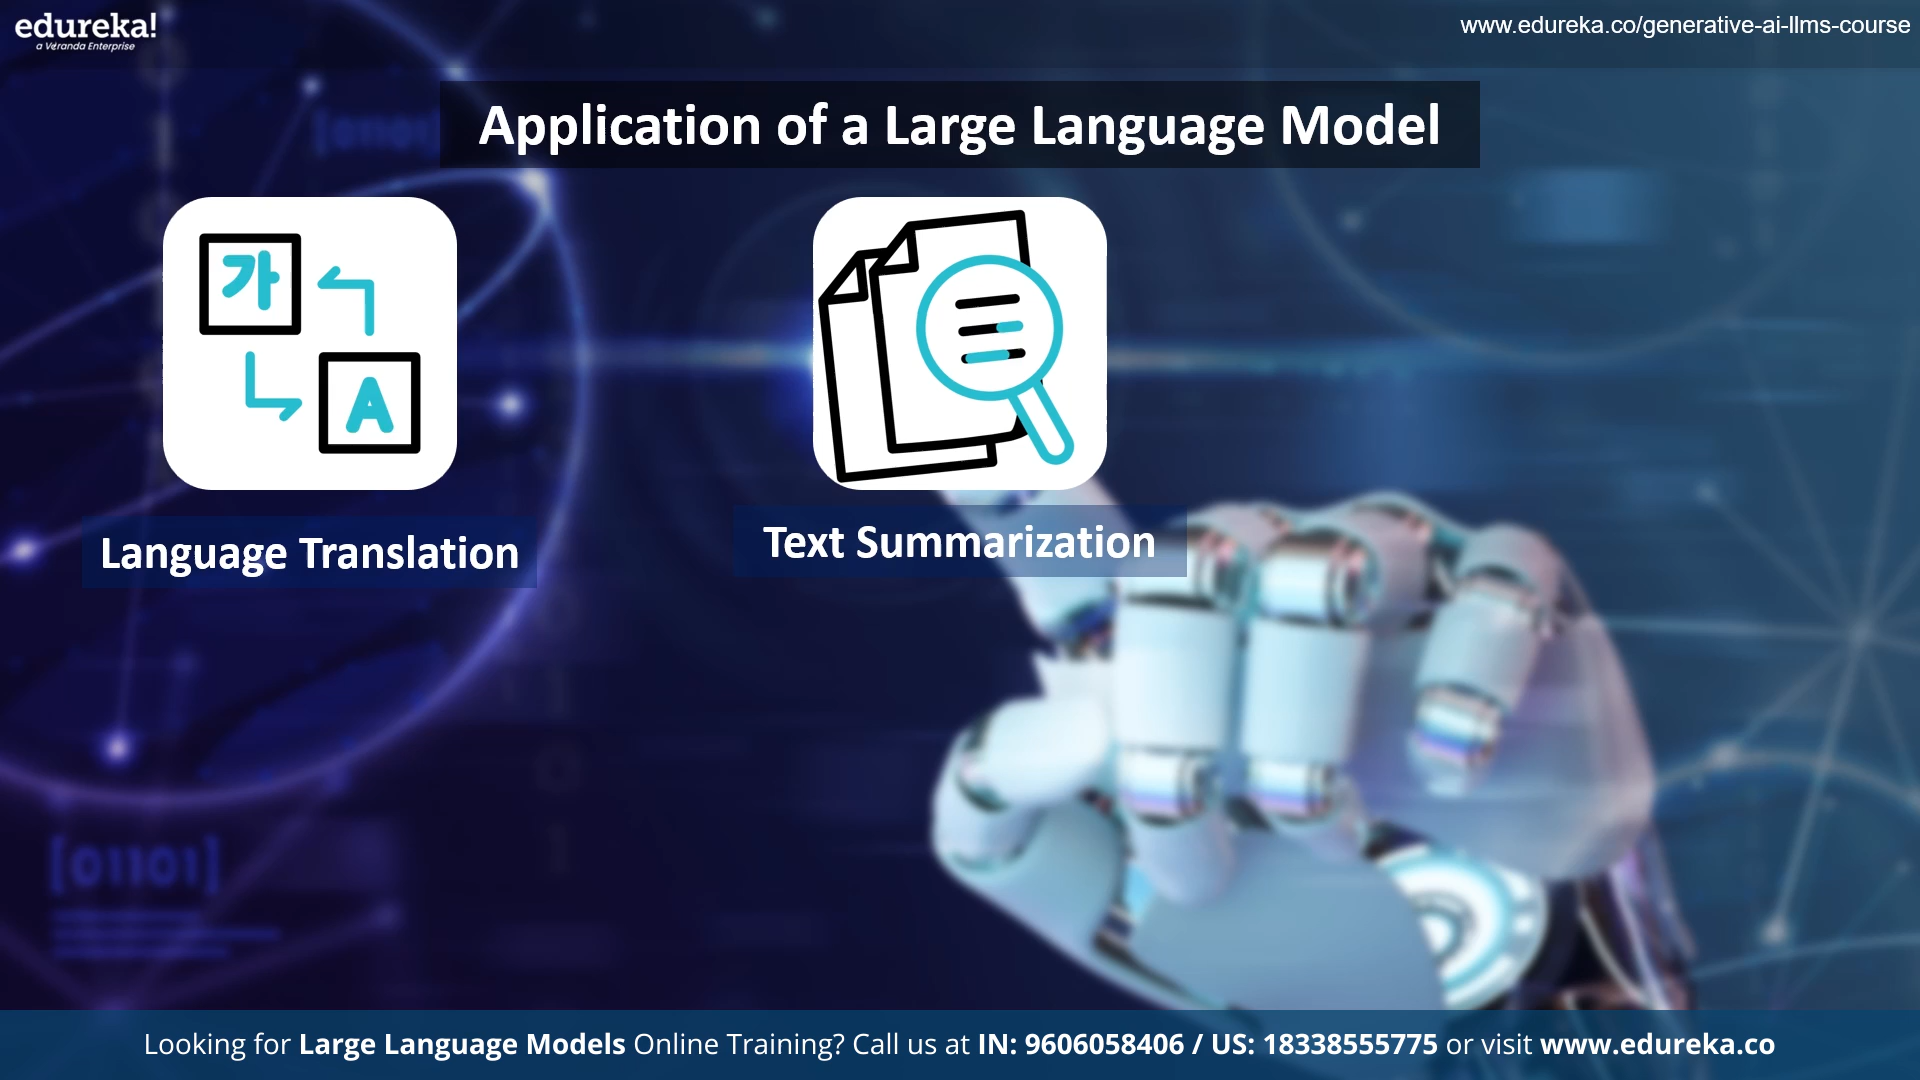 edureka!
a Veranda Enterprise
www.edureka.co/generative-ai-llms-course
[01101]
Application of a Large Language Model
가
A
Language Translation
Text Summarization
[01101]
Looking for Large Language Models Online Training? Call us at IN: 9606058406 / US: 18338555775 or visit www.edureka.co